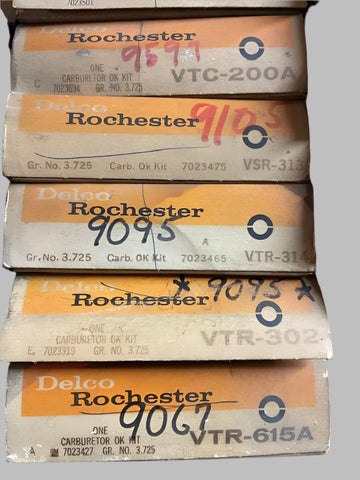 7023501
Rochester
9597
ONE
CARBURETOR OK KIT
C 7023694 GR. NO. 3.725
VTC-200A
Delco
Rochester
9105
Gr. No. 3.725 Carb. Ok Kit 7023475
VSR-313
Delco
Rochester
9095
A
Gr. No. 3.725 Carb. OK Kit 7023465
VTR-314
Rochester
* 9095 *
ONE
CARBURETOR OK KIT
E 7023319 GR. NO. 3.725
VTR-302
Delco
Rochester
9067
ONE
CARBURETOR OK KIT
A GM 7023427 GR. NO. 3.725
VTR-615A